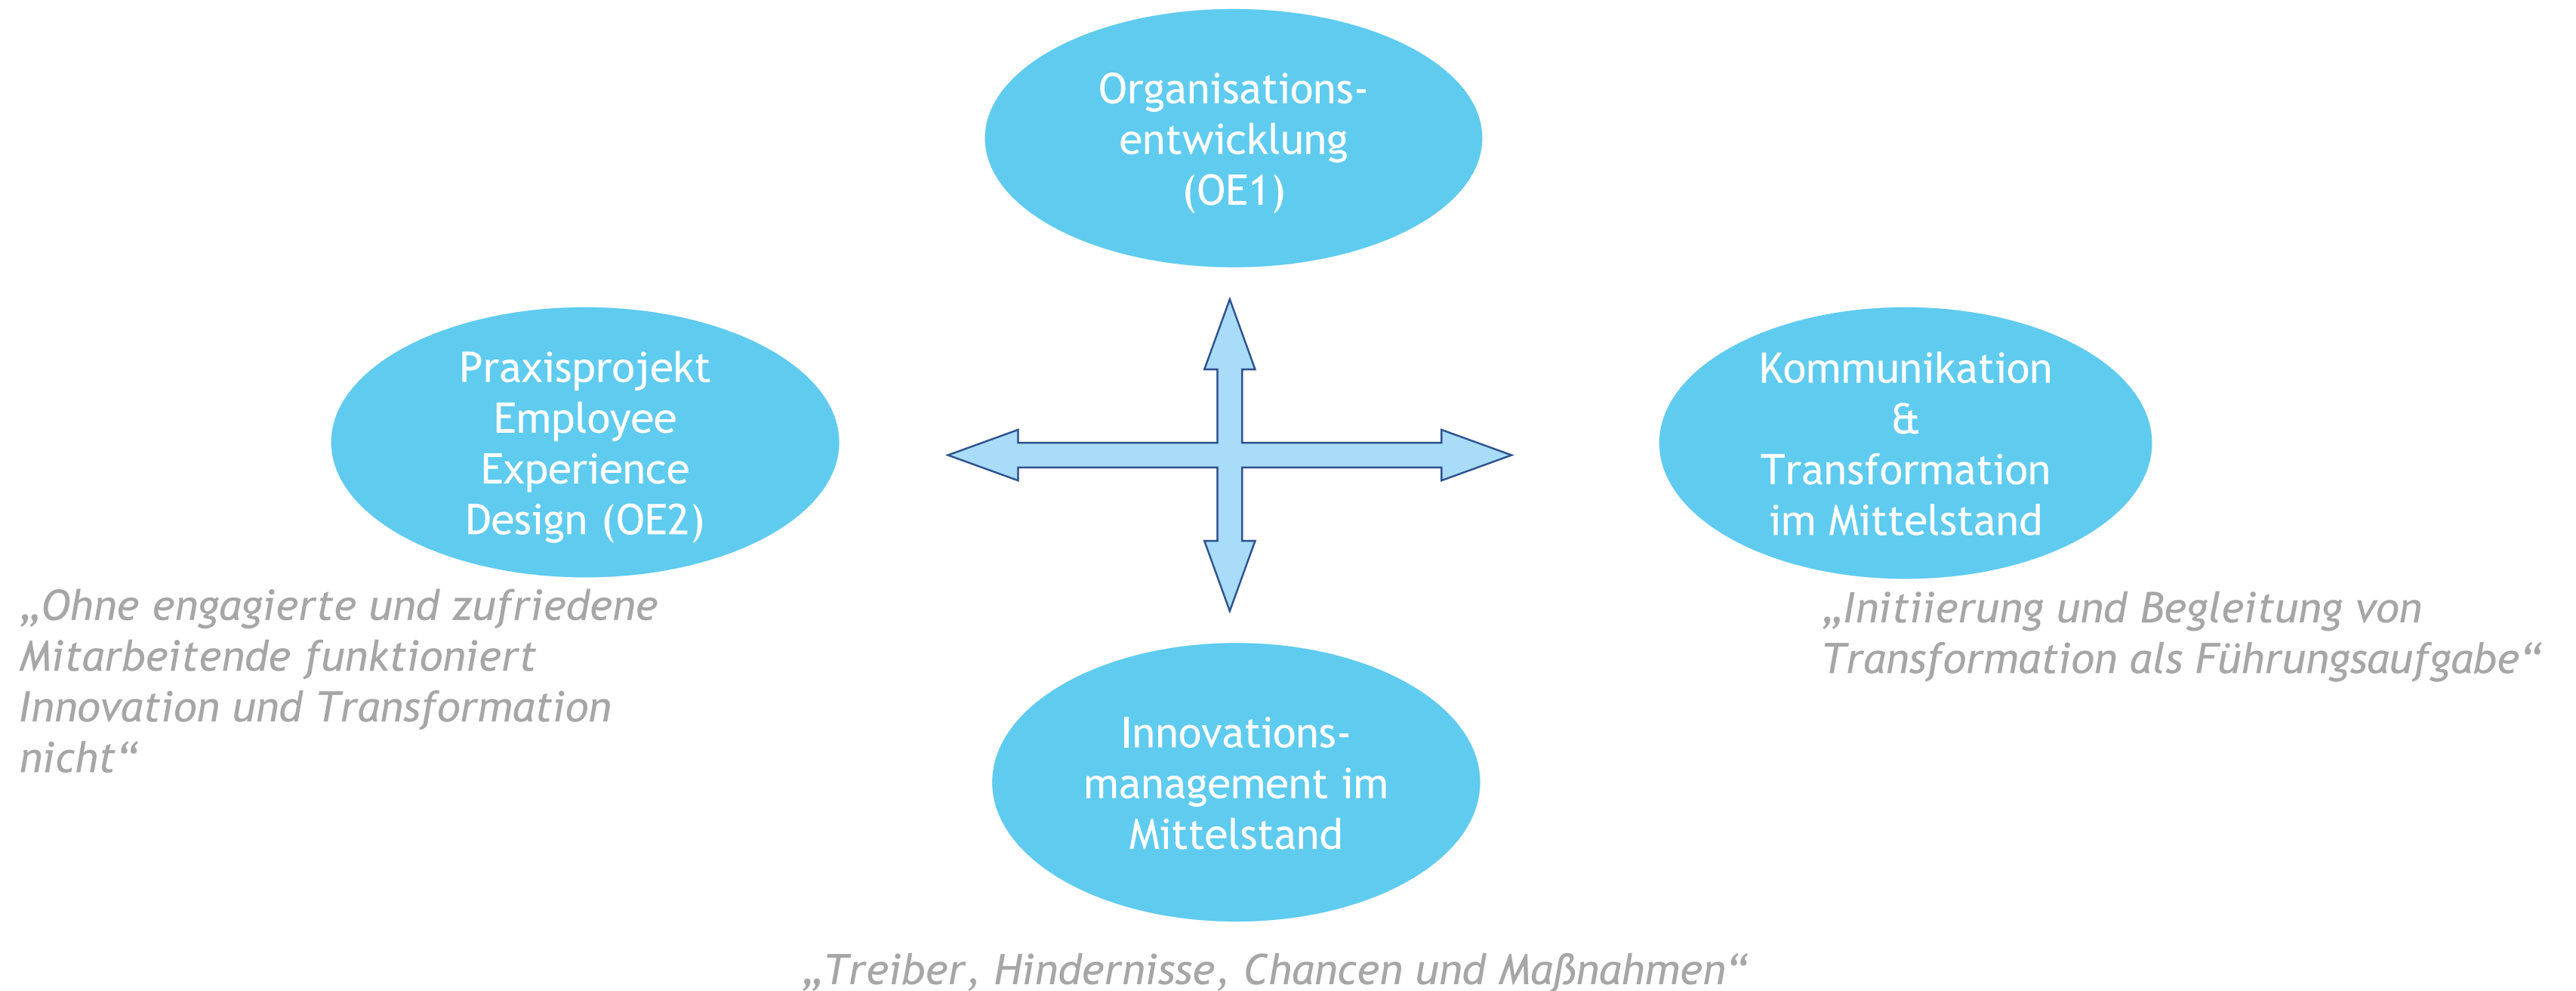 Organisations-
entwicklung
(OE1)
Praxisprojekt
Employee
Experience
Design (OE2)
Kommunikation
&
Transformation
im Mittelstand
„Ohne engagierte und zufriedene
Mitarbeitende funktioniert
Innovation und Transformation
nicht“
„Initiierung und Begleitung von
Transformation als Führungsaufgabe“
Innovations-
management im
Mittelstand
„Treiber, Hindernisse, Chancen und Maßnahmen“